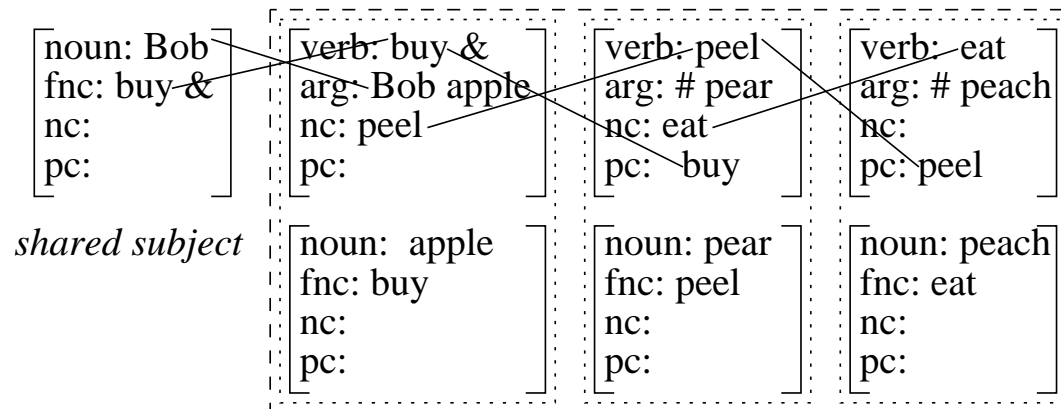 noun: Bob
fnc: buy &
nc:
pc:
verb: buy &
arg: Bob apple
nc: peel
pc:
verb: peel
arg: # pear
nc: eat
pc: buy
verb: eat
arg: # peach
nc:
pc: peel
shared subject
noun: apple
fnc: buy
nc:
pc:
noun: pear
fnc: peel
nc:
pc:
noun: peach
fnc: eat
nc:
pc: